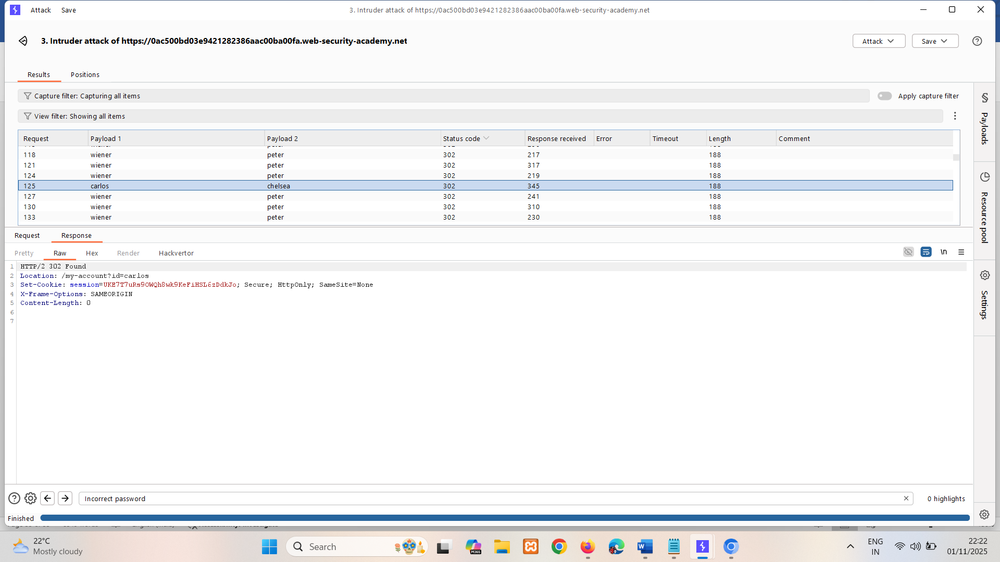 Attack Save 3. Intruder attack of https://0ac500bd03e9421282386aac00ba00fa.web-security-academy.net
3. Intruder attack of https://0ac500bd03e9421282386aac00ba00fa.web-security-academy.net Attack Save
Results Positions
Capture filter: Capturing all items Apply capture filter
View filter: Showing all items
Request Payload 1 Payload 2 Status code Response received Error Timeout Length Comment
118 wiener peter 302 217 188
121 wiener peter 302 317 188
124 wiener peter 302 219 188
125 carlos chelsea 302 345 188
127 wiener peter 302 241 188
130 wiener peter 302 310 188
133 wiener peter 302 230 188
Payloads
Resource pool
Settings
Request Response
Pretty Raw Hex Render Hackvertor \n
1 HTTP/2 302 Found
2 Location: /my-account?id=carlos
3 Set-Cookie: session=UKE7T7uRs9OWQh8wk9KeFiHSL6zDdkJo; Secure; HttpOnly; SameSite=None
4 X-Frame-Options: SAMEORIGIN
5 Content-Length: 0
6
7
Incorrect password 0 highlights
Finished
22°C
Mostly cloudy
Search
M365
ENG
IN
22:22
01/11/2025